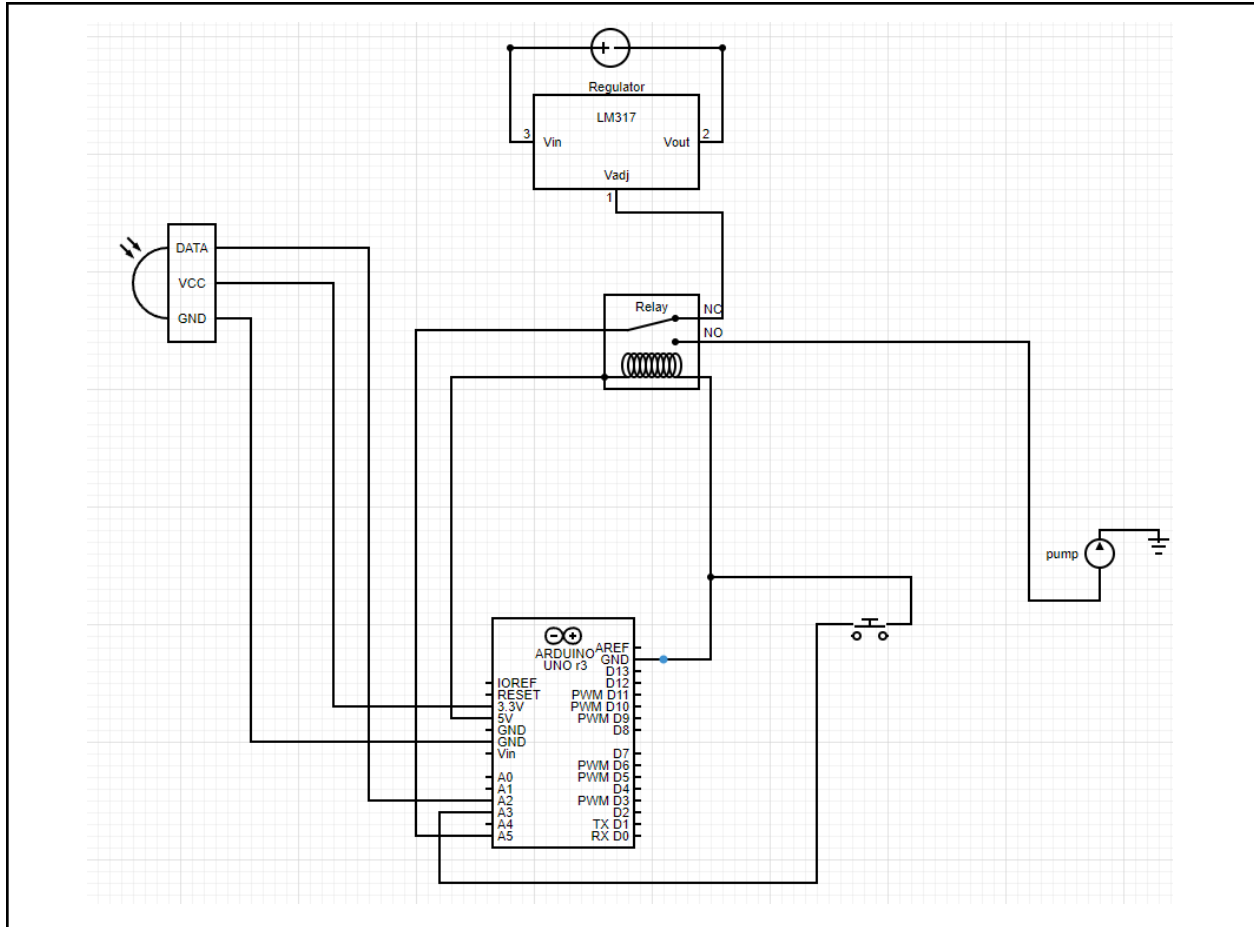 Regulator
LM317
3
Vin
Vout
2
Vadj
1
DATA
VCC
GND
Relay
NC
NO
pump
ARDUINO
UNO r3
AREF
GND
D13
D12
PWM D11
PWM D10
PWM D9
D8
D7
PWM D6
PWM D5
D4
PWM D3
D2
TX D1
RX D0
IOREF
RESET
3.3V
5V
GND
GND
Vin
A0
A1
A2
A3
A4
A5